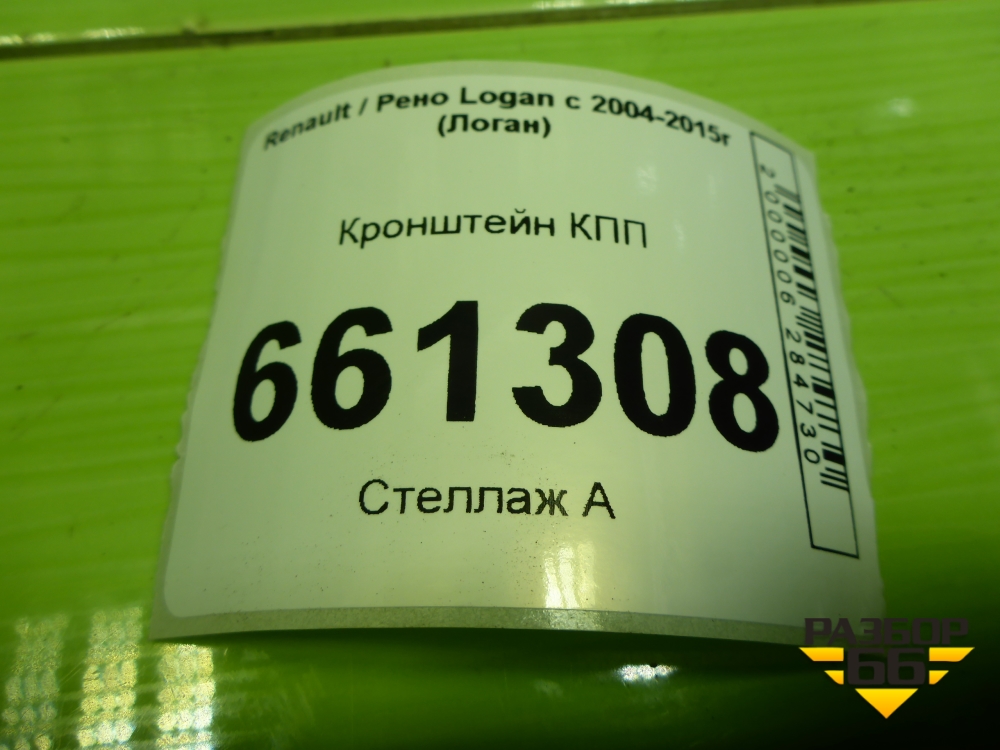 Renault / Рено Logan с 2004-2015г
(Логан)
Кронштейн КПП
661308
Стеллаж А
2000006284730
РАЗБОР
66